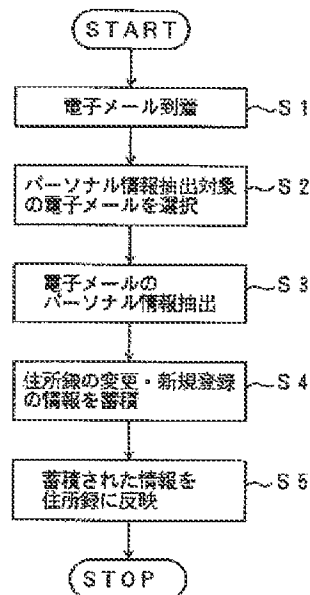 START
電子メール到着
S1
パーソナル情報抽出対象
の電子メールを選択
S2
電子メールの
パーソナル情報抽出
S3
住所録の変更・新規登録
の情報を蓄積
S4
蓄積された情報を
住所録に反映
S5
STOP